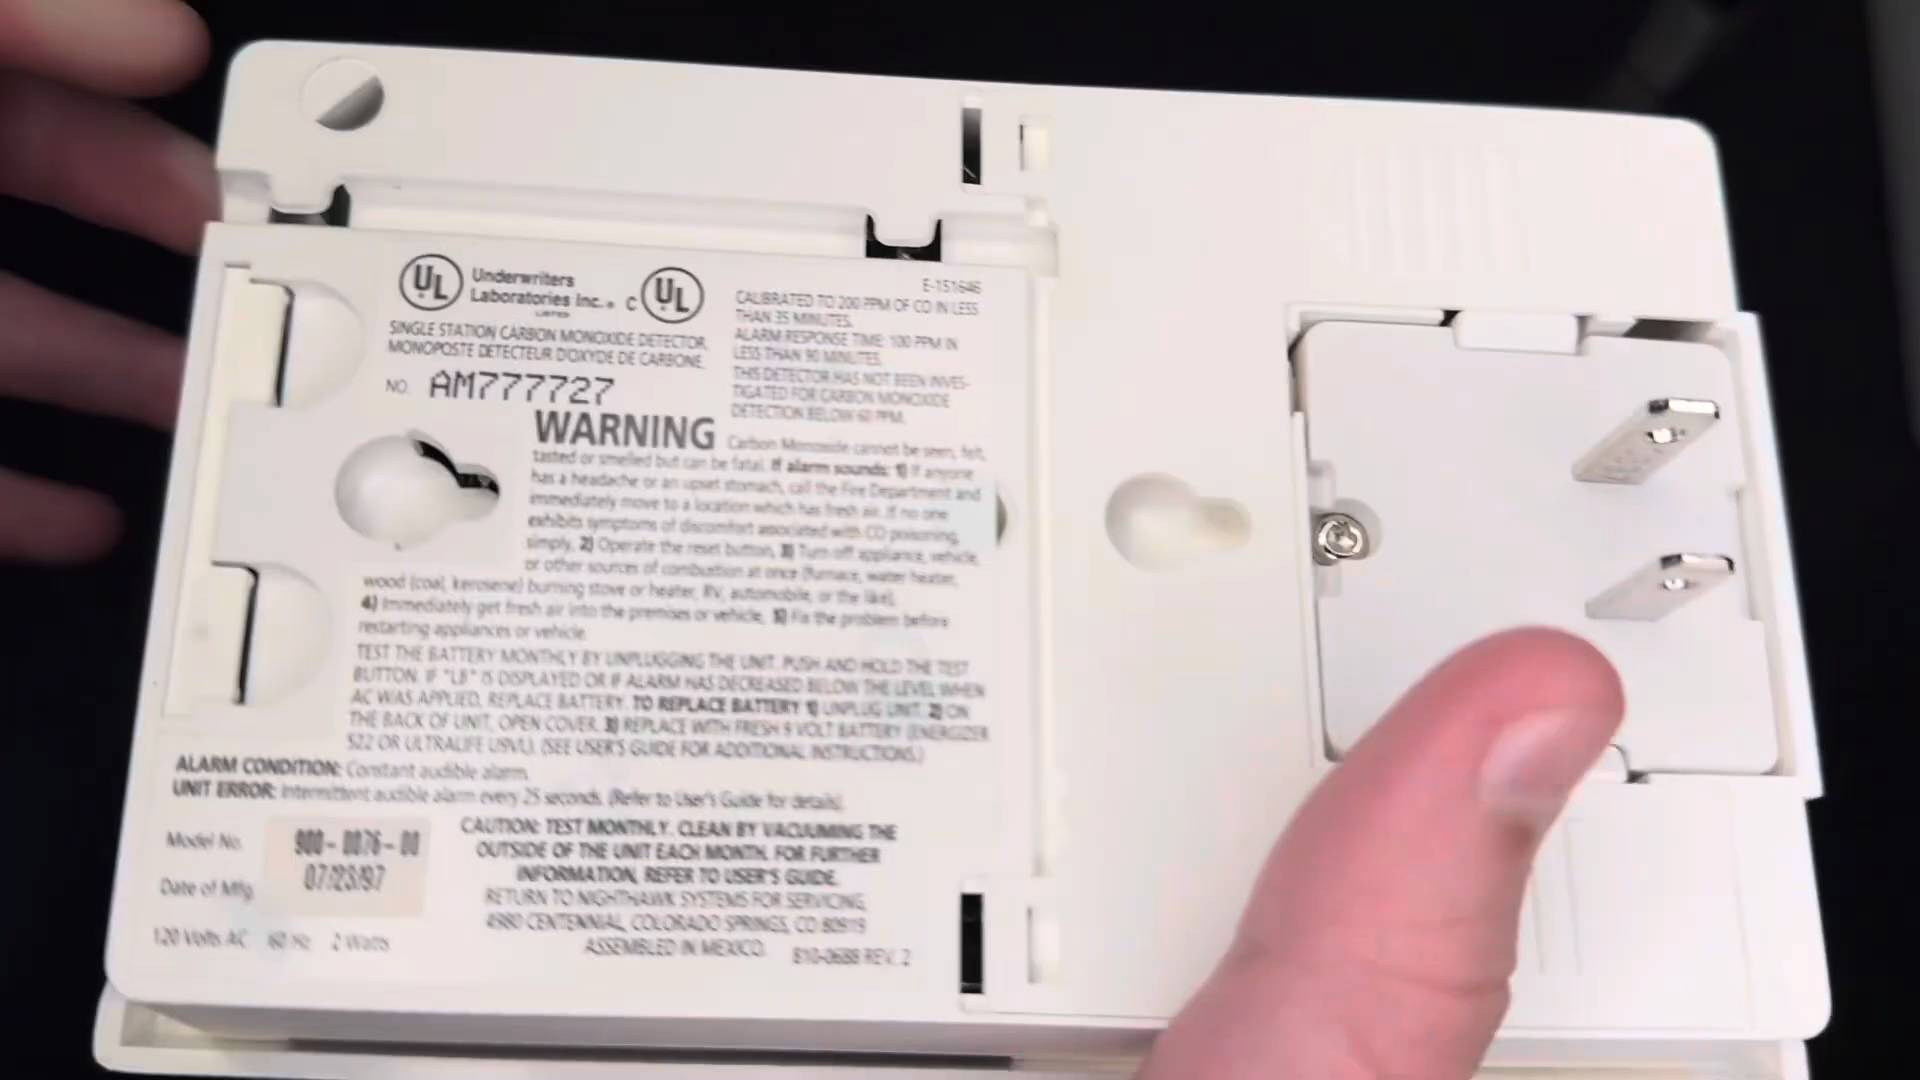 UL Underwriters Laboratories Inc.® C UL
LISTED
SINGLE STATION CARBON MONOXIDE DETECTOR.
MONOPOSTE DETECTEUR D'OXYDE DE CARBONE.
NO. AM777727
E-151646
CALIBRATED TO 200 PPM OF CO IN LESS
THAN 35 MINUTES.
ALARM RESPONSE TIME: 100 PPM IN
LESS THAN 90 MINUTES.
THIS DETECTOR HAS NOT BEEN INVES-
TIGATED FOR CARBON MONOXIDE
DETECTION BELOW 60 PPM.
WARNING Carbon Monoxide cannot be seen, felt,
tasted or smelled but can be fatal. If alarm sounds: 1) If anyone
has a headache or an upset stomach, call the Fire Department and
immediately move to a location which has fresh air. If no one
exhibits symptoms of discomfort associated with CO poisoning,
simply, 2) Operate the reset button, 3) Turn off appliance, vehicle,
or other sources of combustion at once (furnace, water heater,
wood (coal, kerosene) burning stove or heater, RV, automobile, or the like),
4) Immediately get fresh air into the premises or vehicle, 5) Fix the problem before
restarting appliances or vehicle.
TEST THE BATTERY MONTHLY BY UNPLUGGING THE UNIT. PUSH AND HOLD THE TEST
BUTTON. IF "LB" IS DISPLAYED OR IF ALARM HAS DECREASED BELOW THE LEVEL WHEN
AC WAS APPLIED, REPLACE BATTERY. TO REPLACE BATTERY 1) UNPLUG UNIT. 2) ON
THE BACK OF UNIT, OPEN COVER. 3) REPLACE WITH FRESH 9 VOLT BATTERY (ENERGIZER
522 OR ULTRALIFE U9VL). (SEE USER'S GUIDE FOR ADDITIONAL INSTRUCTIONS.)
ALARM CONDITION: Constant audible alarm.
UNIT ERROR: Intermittent audible alarm every 25 seconds. (Refer to User's Guide for details).
Model No. 900-0076-00
Date of Mfg. 07/23/97
120 Volts AC 60 Hz 2 Watts
CAUTION: TEST MONTHLY. CLEAN BY VACUUMING THE
OUTSIDE OF THE UNIT EACH MONTH. FOR FURTHER
INFORMATION, REFER TO USER'S GUIDE.
RETURN TO NIGHTHAWK SYSTEMS FOR SERVICING,
4980 CENTENNIAL, COLORADO SPRINGS, CO 80919
ASSEMBLED IN MEXICO. 810-0688 REV. 2